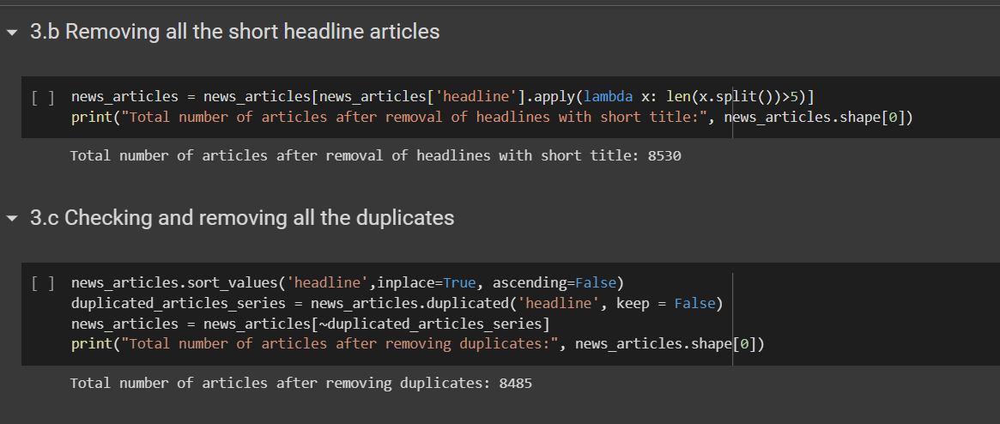 3.b Removing all the short headline articles
[ ] news_articles = news_articles[news_articles['headline'].apply(lambda x: len(x.split())>5)]
print("Total number of articles after removal of headlines with short title:", news_articles.shape[0])
Total number of articles after removal of headlines with short title: 8530
3.c Checking and removing all the duplicates
[ ] news_articles.sort_values('headline',inplace=True, ascending=False)
duplicated_articles_series = news_articles.duplicated('headline', keep = False)
news_articles = news_articles[~duplicated_articles_series]
print("Total number of articles after removing duplicates:", news_articles.shape[0])
Total number of articles after removing duplicates: 8485